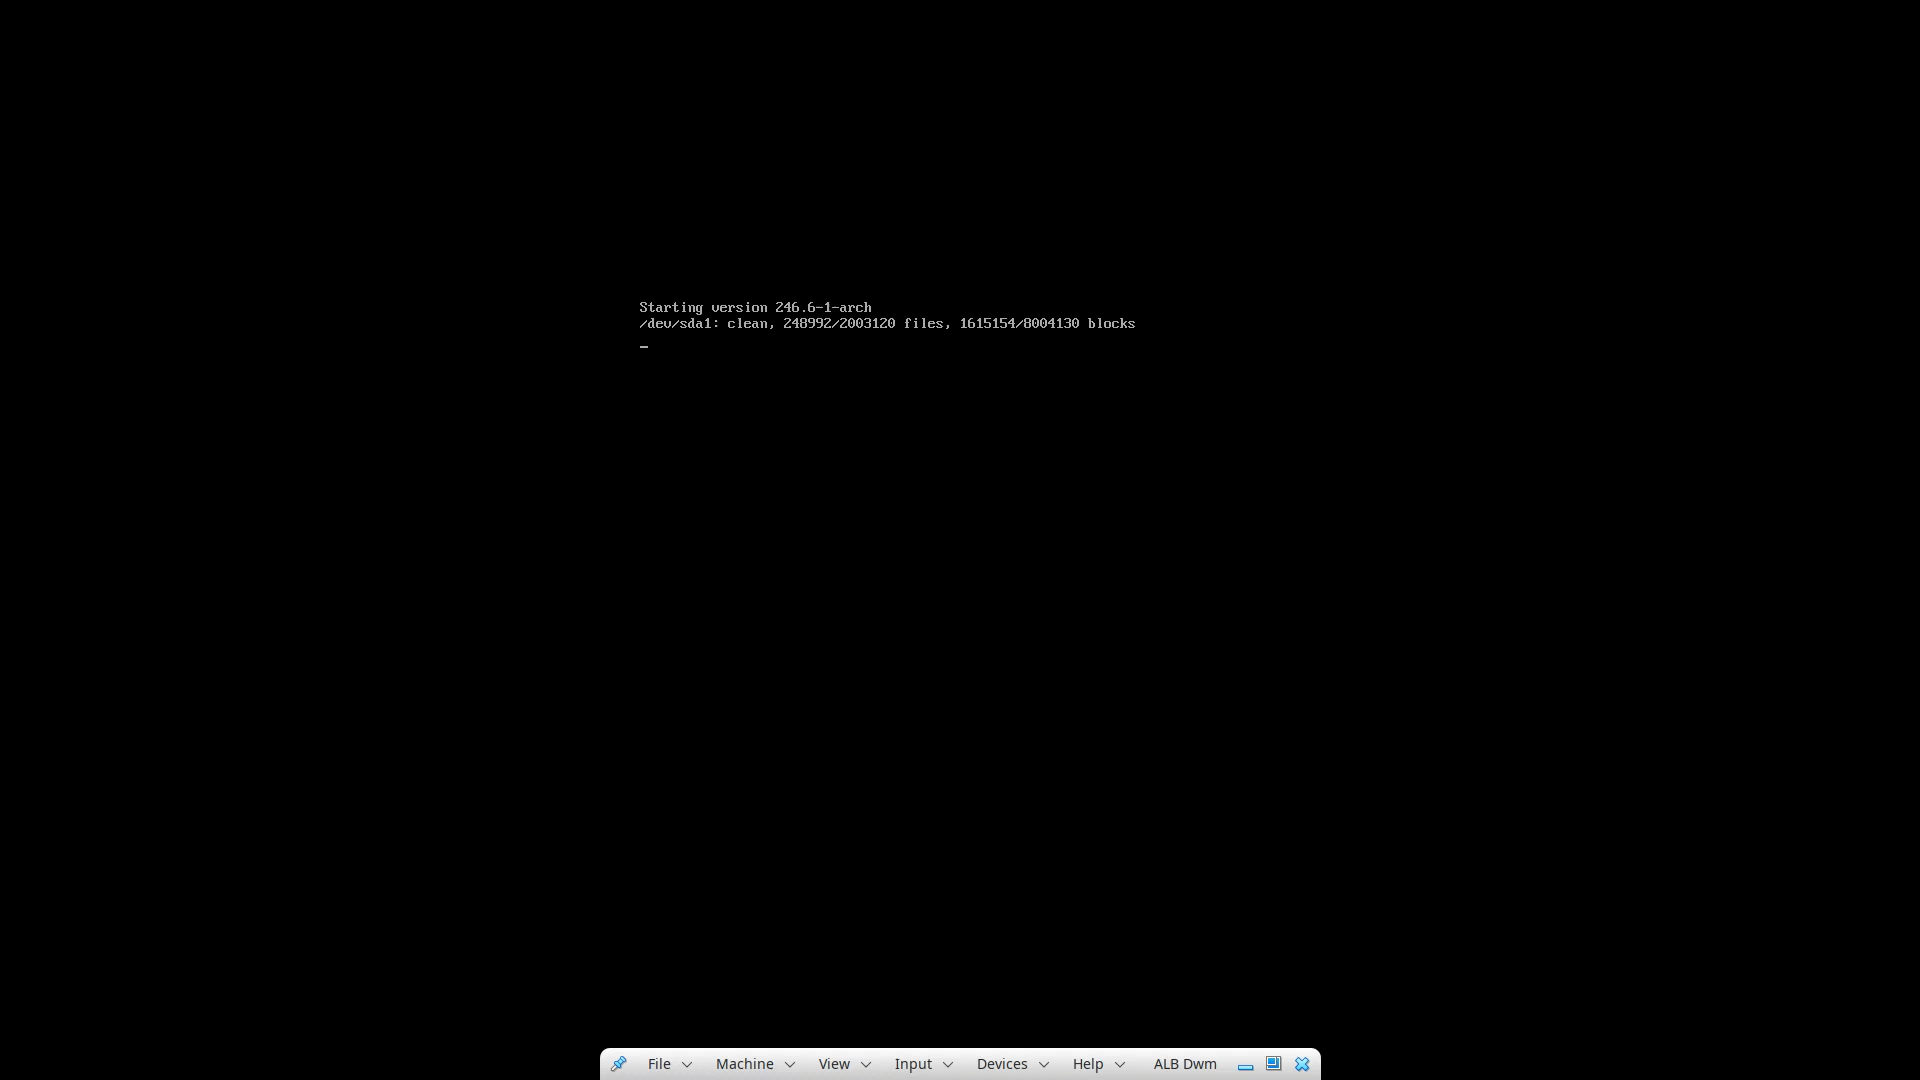 Starting version 246.6-1-arch
/dev/sda1: clean, 248992/2003120 files, 1615154/8004130 blocks
File Machine View Input Devices Help ALB Dwm